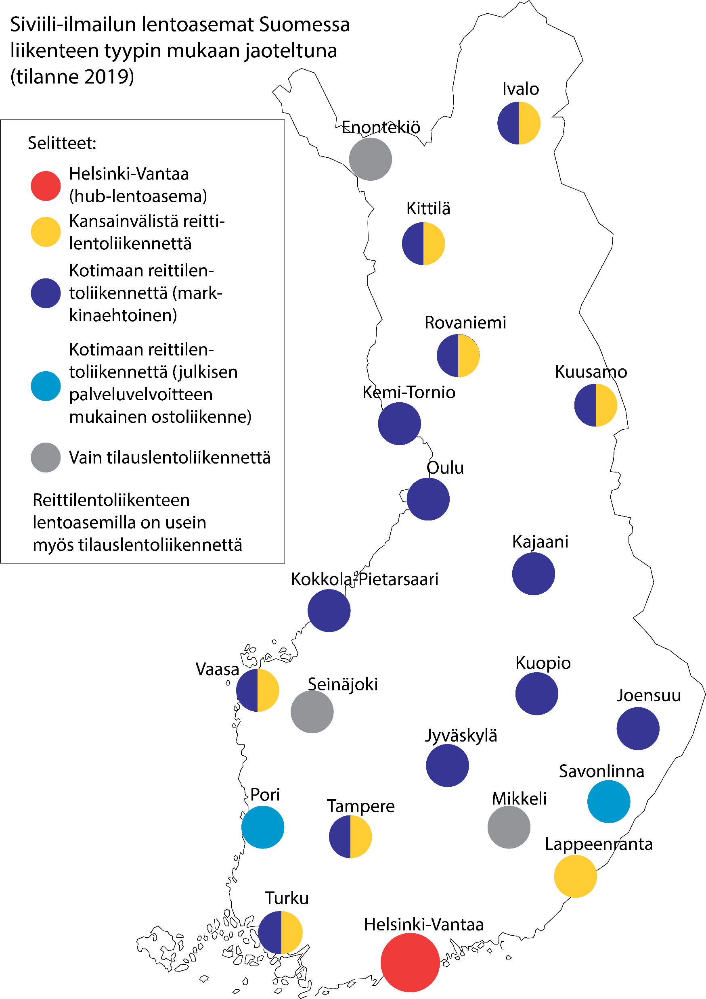 Siviili-ilmailun lentoasemat Suomessa
liikenteen tyypin mukaan jaoteltuna
(tilanne 2019)
Selitteet:
Helsinki-Vantaa
(hub-lentoasema)
Kansainvälistä reitti-
lentoliikennettä
Kotimaan reittilen-
toliikennettä (mark-
kinaehtoinen)
Kotimaan reittilen-
toliikennettä (julkisen
palveluvelvoitteen
mukainen ostoliikenne)
Vain tilauslentoliikennettä
Reittilentoliikenteen
lentoasemilla on usein
myös tilauslentoliikennettä
Ivalo
Enontekiö
Kittilä
Rovaniemi
Kuusamo
Kemi-Tornio
Oulu
Kajaani
Kokkola-Pietarsaari
Kuopio
Vaasa
Seinäjoki
Joensuu
Jyväskylä
Savonlinna
Pori
Mikkeli
Tampere
Lappeenranta
Turku
Helsinki-Vantaa